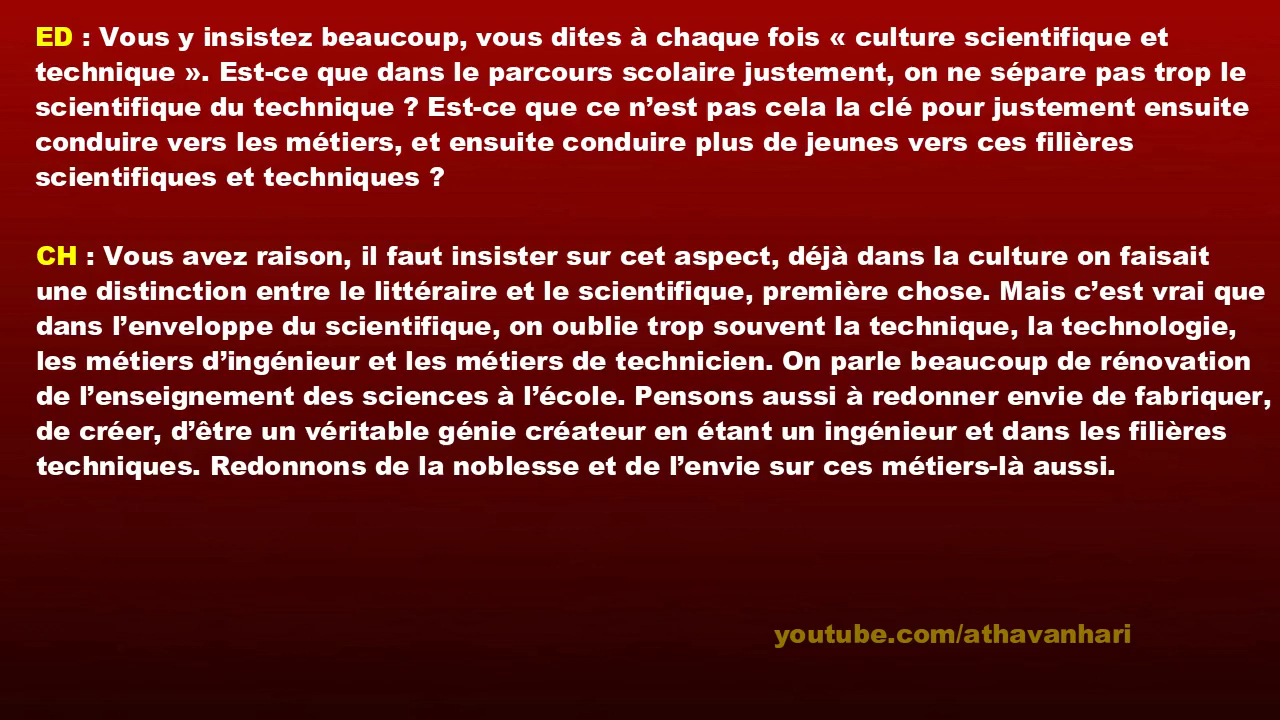 ED : Vous y insistez beaucoup, vous dites à chaque fois « culture scientifique et
technique ». Est-ce que dans le parcours scolaire justement, on ne sépare pas trop le
scientifique du technique ? Est-ce que ce n’est pas cela la clé pour justement ensuite
conduire vers les métiers, et ensuite conduire plus de jeunes vers ces filières
scientifiques et techniques ?
CH : Vous avez raison, il faut insister sur cet aspect, déjà dans la culture on faisait
une distinction entre le littéraire et le scientifique, première chose. Mais c’est vrai que
dans l’enveloppe du scientifique, on oublie trop souvent la technique, la technologie,
les métiers d’ingénieur et les métiers de technicien. On parle beaucoup de rénovation
de l’enseignement des sciences à l’école. Pensons aussi à redonner envie de fabriquer,
de créer, d’être un véritable génie créateur en étant un ingénieur et dans les filières
techniques. Redonnons de la noblesse et de l’envie sur ces métiers-là aussi.
youtube.com/athavanhari